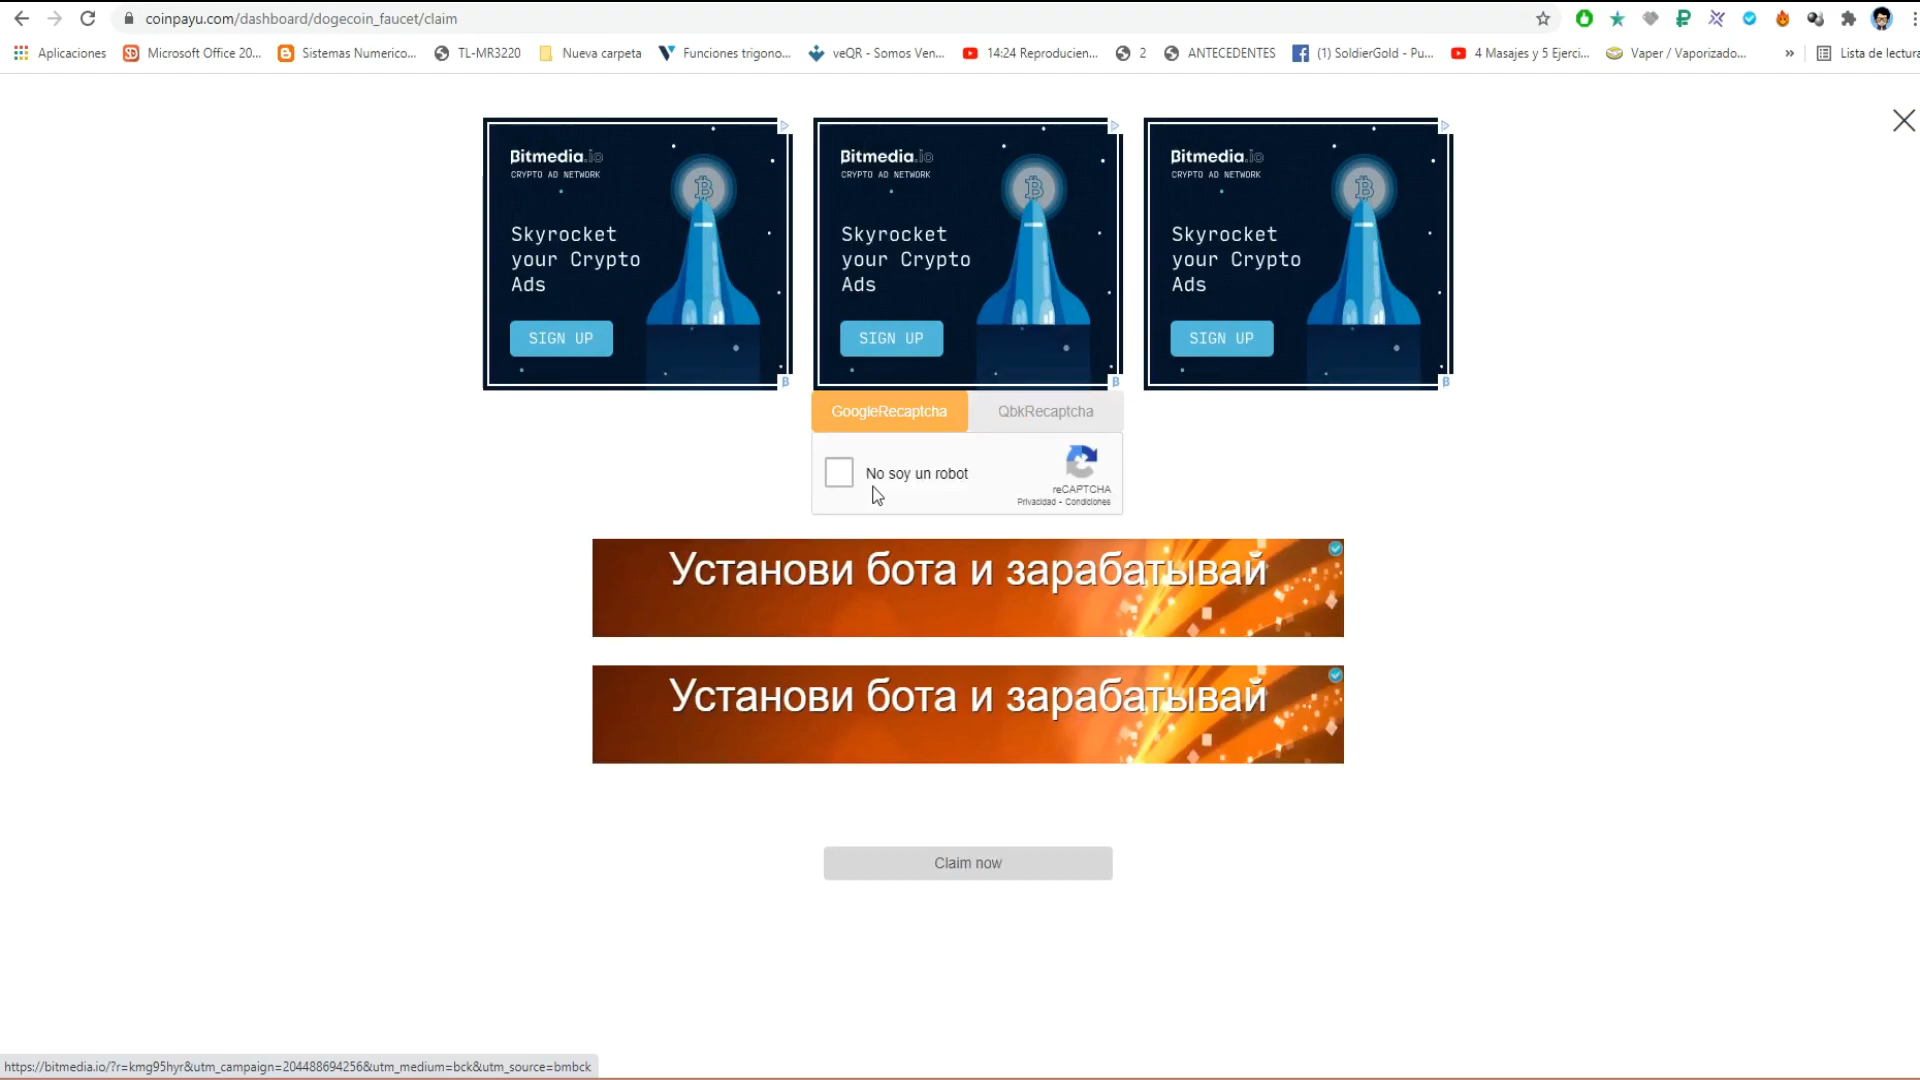 coinpayu.com/dashboard/dogecoin_faucet/claim
Aplicaciones
Microsoft Office 20...
Sistemas Numerico...
TL-MR3220
Nueva carpeta
Funciones trigono...
veQR - Somos Ven...
14:24 Reproducien...
2
ANTECEDENTES
(1) SoldierGold - Pu...
4 Masajes y 5 Ejerci...
Vaper / Vaporizado...
»
Lista de lectura
Bitmedia.io
CRYPTO AD NETWORK
Skyrocket
your Crypto
Ads
SIGN UP
Bitmedia.io
CRYPTO AD NETWORK
Skyrocket
your Crypto
Ads
SIGN UP
Bitmedia.io
CRYPTO AD NETWORK
Skyrocket
your Crypto
Ads
SIGN UP
GoogleRecaptcha
QbkRecaptcha
No soy un robot
reCAPTCHA
Privacidad - Condiciones
Установи бота и зарабатывай
Установи бота и зарабатывай
Claim now
https://bitmedia.io/?r=kmg95hyr&utm_campaign=204488694256&utm_medium=bck&utm_source=bmbck